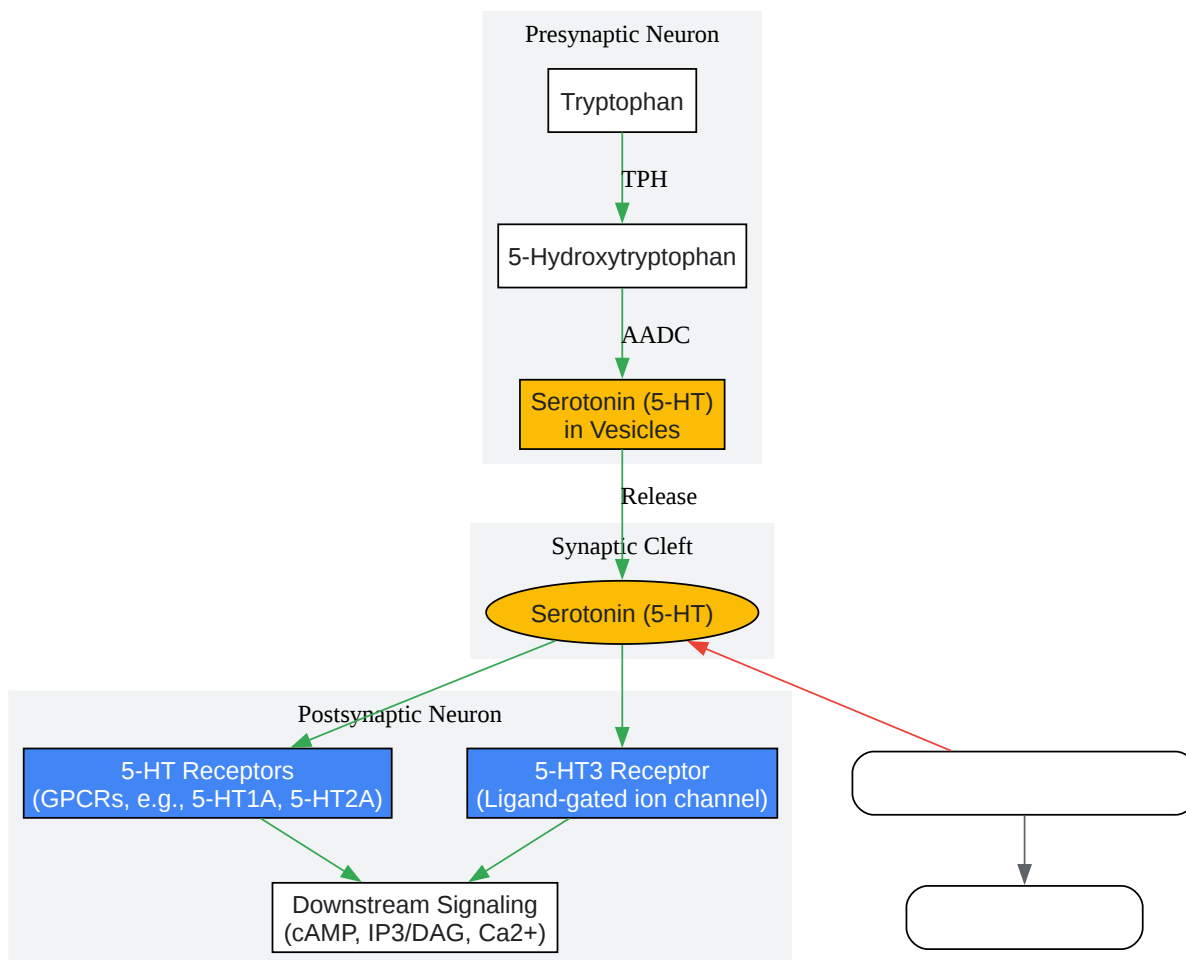 Presynaptic Neuron
Tryptophan
TPH
5-Hydroxytryptophan
AADC
Serotonin (5-HT)
in Vesicles
Release
Synaptic Cleft
Serotonin (5-HT)
Postsynaptic Neuron
5-HT Receptors
(GPCRs, e.g., 5-HT1A, 5-HT2A)
5-HT3 Receptor
(Ligand-gated ion channel)
Downstream Signaling
(cAMP, IP3/DAG, Ca2+)